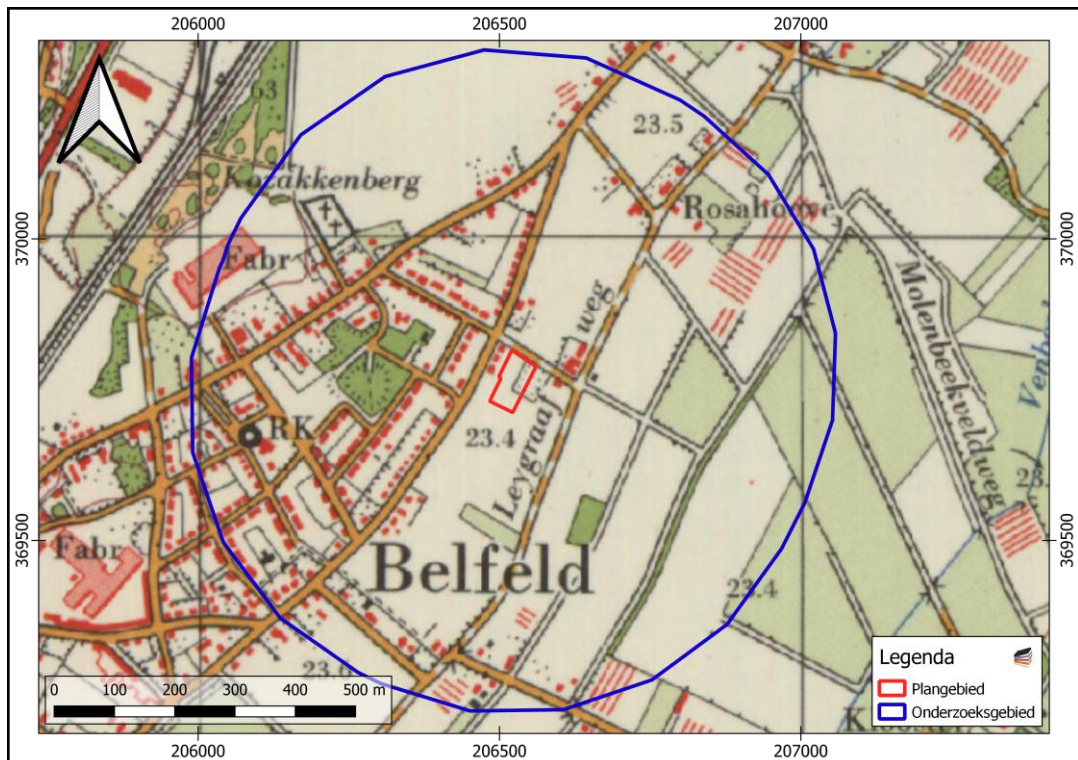 206000 206500 207000
63
23.5
Kozakkenberg
Rosahoeve
370000 370000
Fabr
Leygraaf weg
Molenbeekveldweg
RK
23.4
369500 369500
Fabr
Belfeld
23.4
23.6
Legenda
Plangebied
Onderzoeksgebied
0 100 200 300 400 500 m
206000 206500 207000